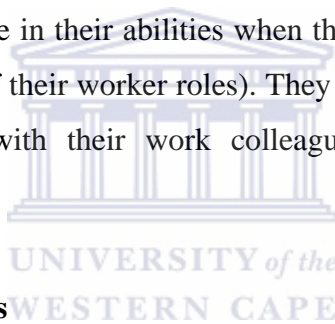 e in their abilities when th
f their worker roles). They
with their work colleagu
UNIVERSITY of the
s
WESTERN CAPE